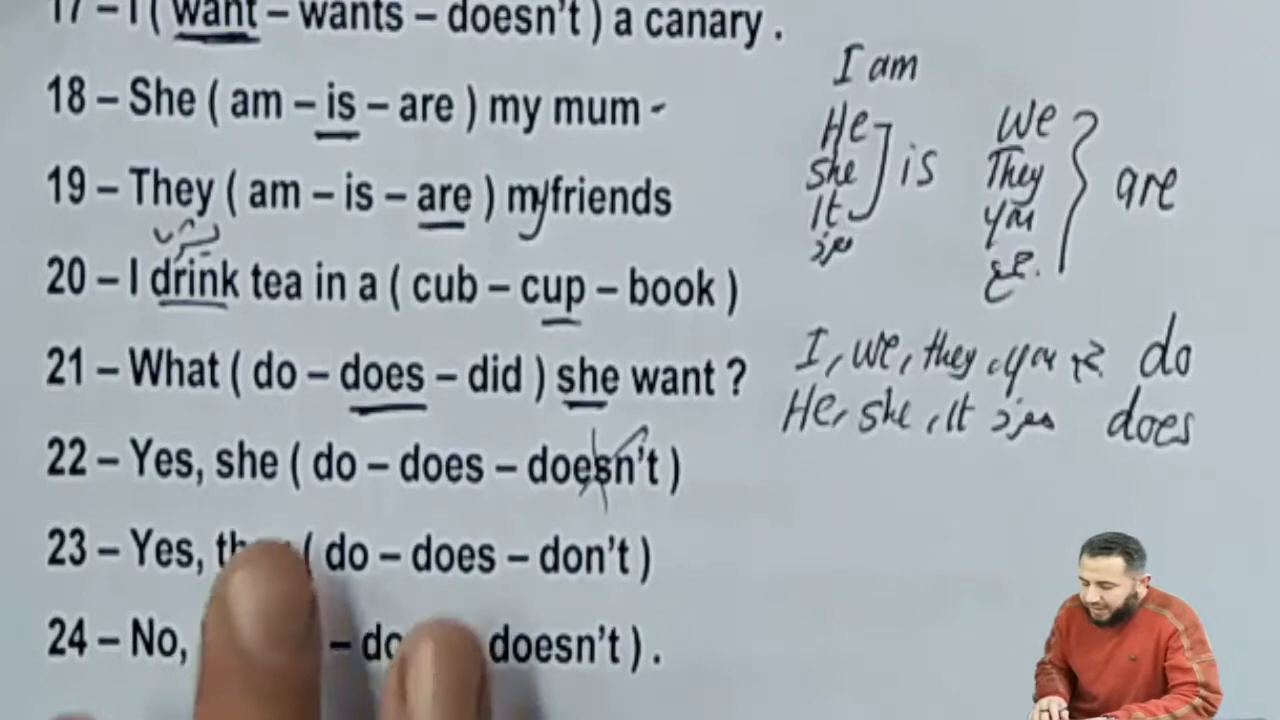 17 – I ( want – wants – doesn't ) a canary .
18 – She ( am – is – are ) my mum -
19 – They ( am – is – are ) my friends
20 – I drink tea in a ( cub – cup – book )
21 – What ( do – does – did ) she want ?
22 – Yes, she ( do – does – doesn't )
23 – Yes, ( do – does – don't )
24 – No, – doesn't ) .
I am
He
She
It
مفرد
is
We
They
you
جمع.
are
I, we, they, you جمع do
He, she, It مفرد does